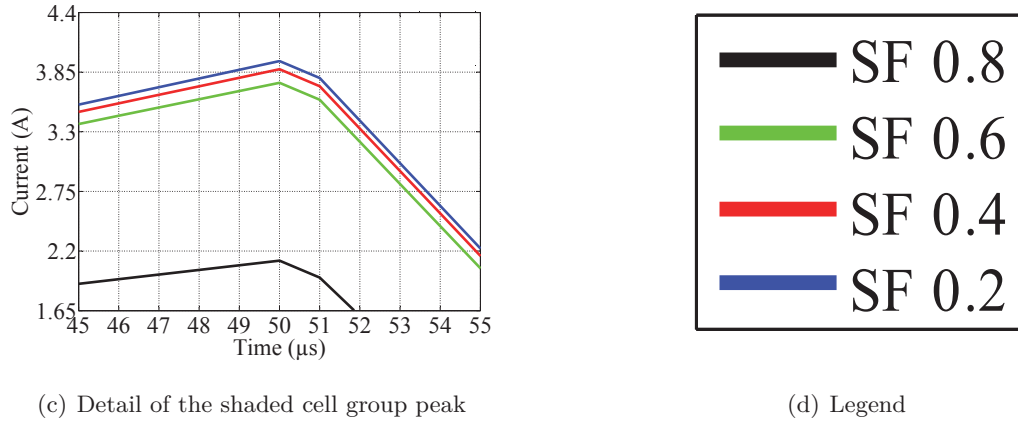 4.4
3.85
3.3
2.75
2.2
1.65
Current (A)
45 46 47 48 49 50 51 52 53 54 55
Time (µs)
(c) Detail of the shaded cell group peak
SF 0.8
SF 0.6
SF 0.4
SF 0.2
(d) Legend